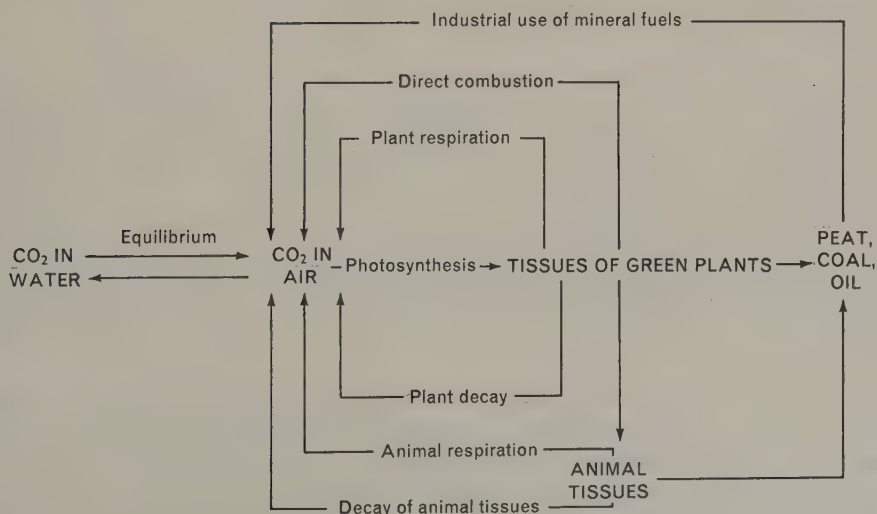 Industrial use of mineral fuels
Direct combustion
Plant respiration
Equilibrium
CO₂ IN
WATER
CO₂ IN
AIR
Photosynthesis
TISSUES OF GREEN PLANTS
PEAT,
COAL,
OIL
Plant decay
Animal respiration
ANIMAL
TISSUES
Decay of animal tissues